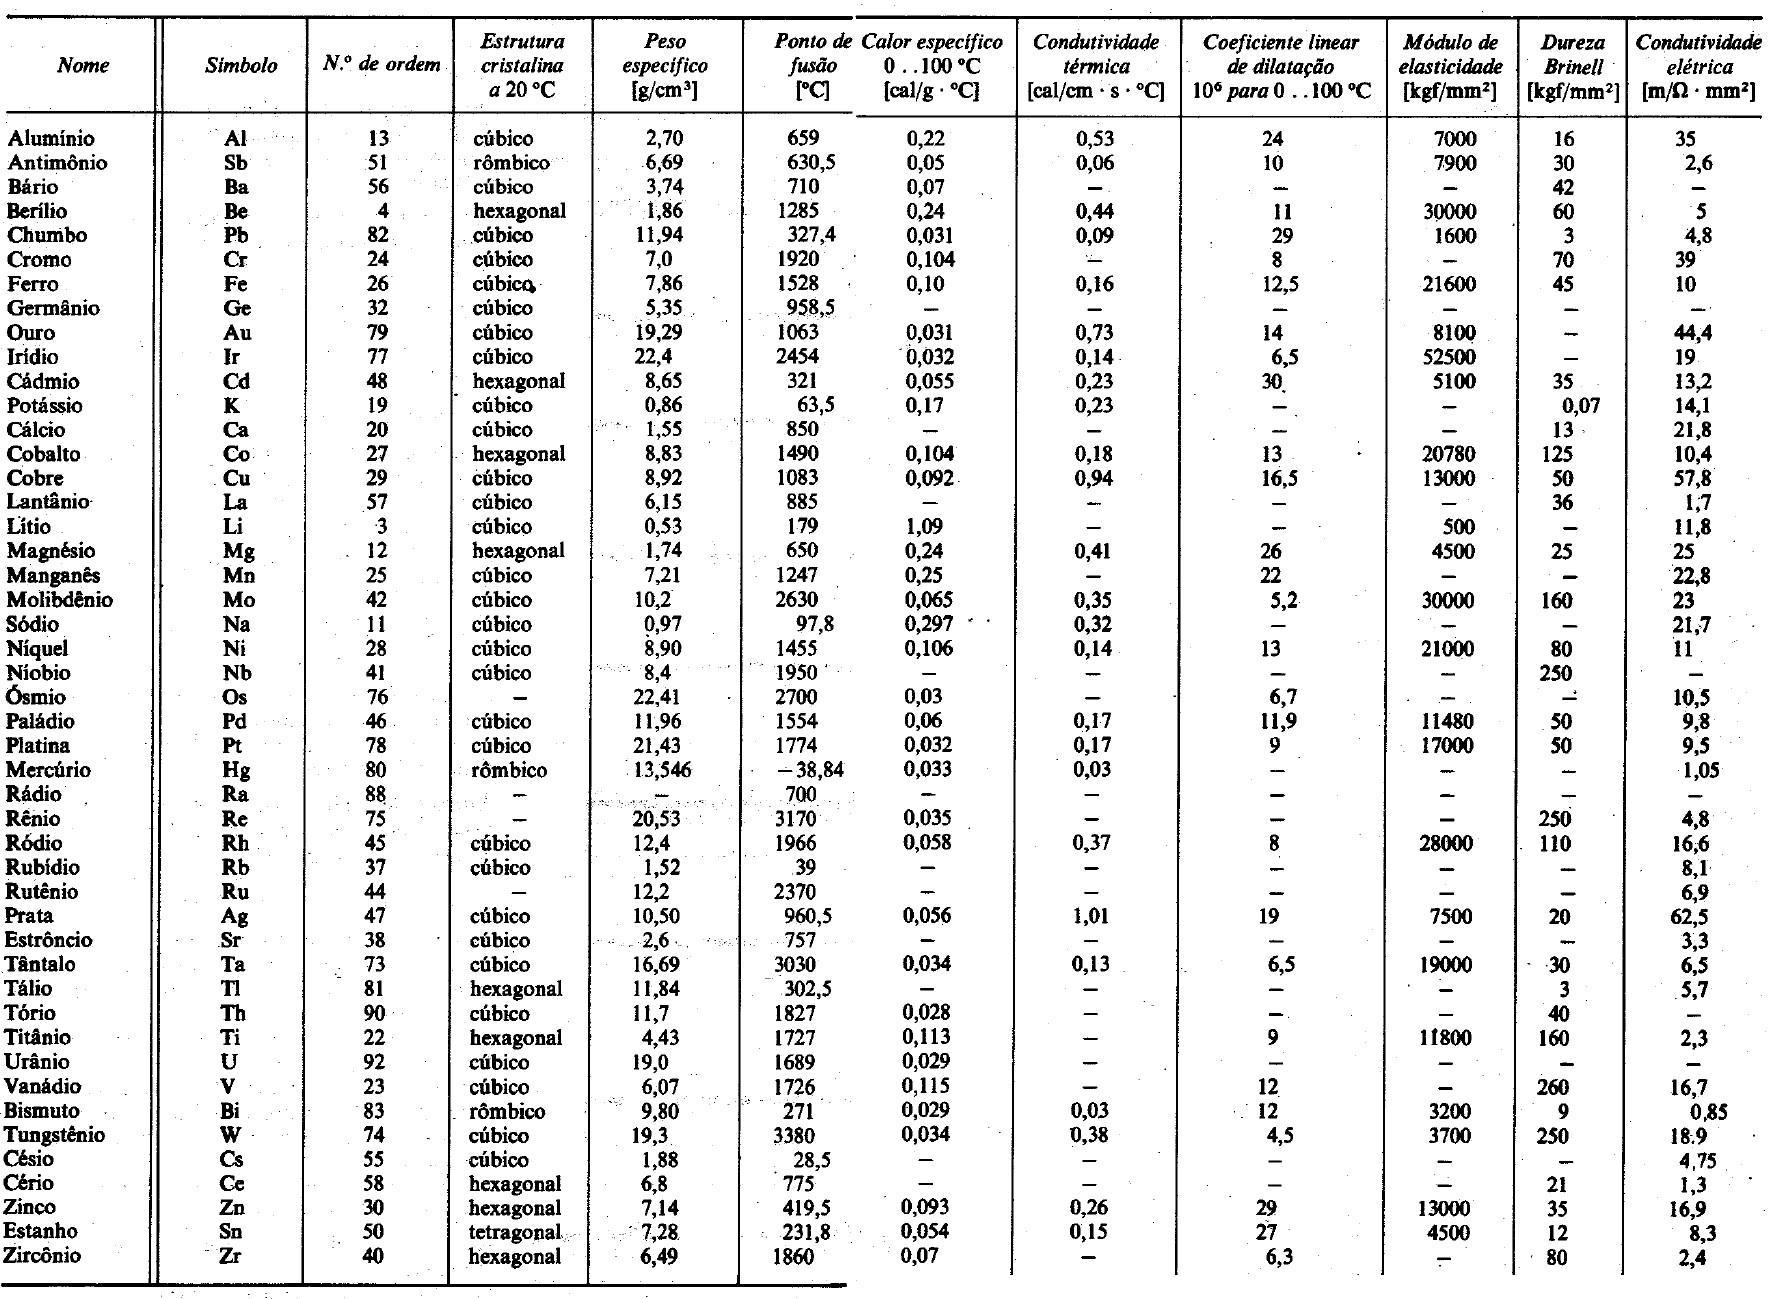 Nome Símbolo N.º de ordem Estrutura cristalina a 20 °C Peso específico [g/cm³] Ponto de fusão [°C] Calor específico 0 . . 100 °C [cal/g · °C] Condutividade térmica [cal/cm · s · °C] Coeficiente linear de dilatação 10⁶ para 0 . . 100 °C Módulo de elasticidade [kgf/mm²] Dureza Brinell [kgf/mm²] Condutividade elétrica [m/Ω · mm²]
Alumínio Al 13 cúbico 2,70 659 0,22 0,53 24 7000 16 35
Antimônio Sb 51 rômbico 6,69 630,5 0,05 0,06 10 7900 30 2,6
Bário Ba 56 cúbico 3,74 710 0,07 — — — 42 —
Berílio Be 4 hexagonal 1,86 1285 0,24 0,44 11 30000 60 5
Chumbo Pb 82 cúbico 11,94 327,4 0,031 0,09 29 1600 3 4,8
Cromo Cr 24 cúbico 7,0 1920 0,104 — 8 — 70 39
Ferro Fe 26 cúbico 7,86 1528 0,10 0,16 12,5 21600 45 10
Germânio Ge 32 cúbico 5,35 958,5 — — — — — —
Ouro Au 79 cúbico 19,29 1063 0,031 0,73 14 8100 — 44,4
Irídio Ir 77 cúbico 22,4 2454 0,032 0,14 6,5 52500 — 19
Cádmio Cd 48 hexagonal 8,65 321 0,055 0,23 30 5100 35 13,2
Potássio K 19 cúbico 0,86 63,5 0,17 0,23 — — 0,07 14,1
Cálcio Ca 20 cúbico 1,55 850 — — — — 13 21,8
Cobalto Co 27 hexagonal 8,83 1490 0,104 0,18 13 20780 125 10,4
Cobre Cu 29 cúbico 8,92 1083 0,092 0,94 16,5 13000 50 57,8
Lantânio La 57 cúbico 6,15 885 — — — — 36 1,7
Lítio Li 3 cúbico 0,53 179 1,09 — — 500 — 11,8
Magnésio Mg 12 hexagonal 1,74 650 0,24 0,41 26 4500 25 25
Manganês Mn 25 cúbico 7,21 1247 0,25 — 22 — — 22,8
Molibdênio Mo 42 cúbico 10,2 2630 0,065 0,35 5,2 30000 160 23
Sódio Na 11 cúbico 0,97 97,8 0,297 0,32 — — — 21,7
Níquel Ni 28 cúbico 8,90 1455 0,106 0,14 13 21000 80 11
Níobio Nb 41 cúbico 8,4 1950 — — — — 250 —
Ósmio Os 76 — 22,41 2700 0,03 — 6,7 — — 10,5
Paládio Pd 46 cúbico 11,96 1554 0,06 0,17 11,9 11480 50 9,8
Platina Pt 78 cúbico 21,43 1774 0,032 0,17 9 17000 50 9,5
Mercúrio Hg 80 rômbico 13,546 —38,84 0,033 0,03 — — — 1,05
Rádio Ra 88 — — 700 — — — — — —
Rênio Re 75 — 20,53 3170 0,035 — — — 250 4,8
Ródio Rh 45 cúbico 12,4 1966 0,058 0,37 8 28000 110 16,6
Rubídio Rb 37 cúbico 1,52 39 — — — — — 8,1
Rutênio Ru 44 — 12,2 2370 — — — — — 6,9
Prata Ag 47 cúbico 10,50 960,5 0,056 1,01 19 7500 20 62,5
Estrôncio Sr 38 cúbico 2,6 757 — — — — — 3,3
Tântalo Ta 73 cúbico 16,69 3030 0,034 0,13 6,5 19000 30 6,5
Tálio Tl 81 hexagonal 11,84 302,5 — — — — 3 5,7
Tório Th 90 cúbico 11,7 1827 0,028 — — — 40 —
Titânio Ti 22 hexagonal 4,43 1727 0,113 — 9 11800 160 2,3
Urânio U 92 cúbico 19,0 1689 0,029 — — — — —
Vanádio V 23 cúbico 6,07 1726 0,115 — 12 — 260 16,7
Bismuto Bi 83 rômbico 9,80 271 0,029 0,03 12 3200 9 0,85
Tungstênio W 74 cúbico 19,3 3380 0,034 0,38 4,5 3700 250 18.9
Césio Cs 55 cúbico 1,88 28,5 — — — — — 4,75
Cério Ce 58 hexagonal 6,8 775 — — — — 21 1,3
Zinco Zn 30 hexagonal 7,14 419,5 0,093 0,26 29 13000 35 16,9
Estanho Sn 50 tetragonal 7,28 231,8 0,054 0,15 27 4500 12 8,3
Zircônio Zr 40 hexagonal 6,49 1860 0,07 — 6,3 — 80 2,4